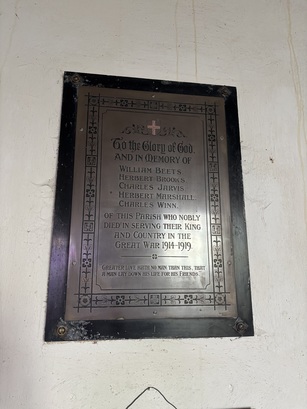 To the Glory of God
AND IN MEMORY OF
WILLIAM BEETS.
HERBERT BROOKS.
CHARLES JARVIS.
HERBERT MARSHALL.
CHARLES WINN.
OF THIS PARISH WHO NOBLY
DIED IN SERVING THEIR KING
AND COUNTRY IN THE
GREAT WAR 1914-1919.
GREATER LOVE HATH NO MAN THAN THIS, THAT
A MAN LAY DOWN HIS LIFE FOR HIS FRIENDS.